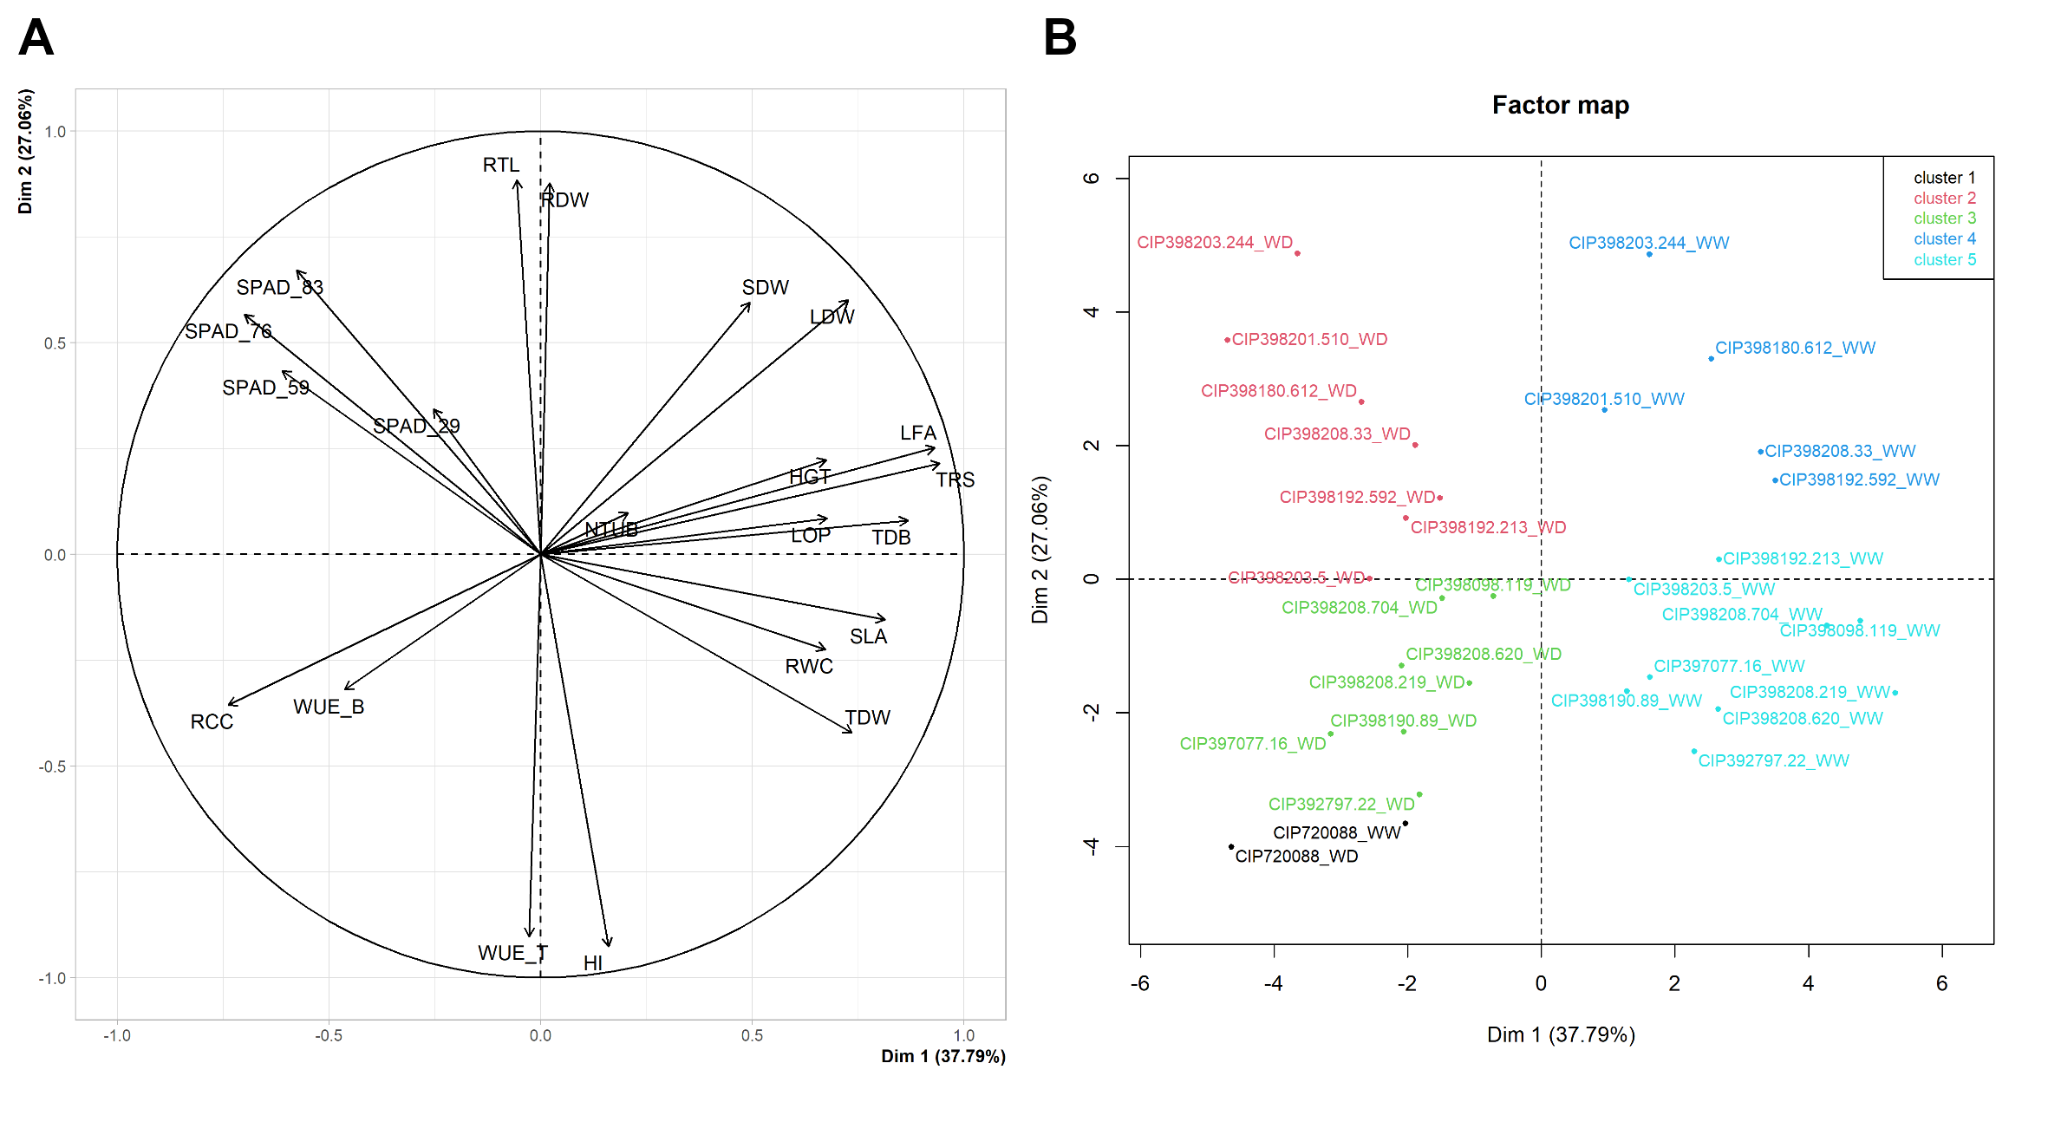 A
Dim 2 (27.06%)
1.0
0.5
0.0
-0.5
-1.0
RTL
RDW
SPAD_83
SDW
SPAD_76
LDW
SPAD_59
SPAD_29
LFA
HGT
TRS
NTUB
LOP
TDB
SLA
RWC
WUE_B
RCC
TDW
WUE_T
HI
-1.0
-0.5
0.0
0.5
1.0
Dim 1 (37.79%)
B
Factor map
cluster 1
cluster 2
cluster 3
cluster 4
cluster 5
Dim 2 (27.06%)
6
4
2
0
-2
-4
CIP398203.244_WD
CIP398203.244_WW
CIP398201.510_WD
CIP398180.612_WW
CIP398180.612_WD
CIP398201.510_WW
CIP398208.33_WD
CIP398208.33_WW
CIP398192.592_WD
CIP398192.592_WW
CIP398192.213_WD
CIP398192.213_WW
CIP398203.5_WD
CIP398098.119_WD
CIP398203.5_WW
CIP398208.704_WD
CIP398208.704_WW
CIP398098.119_WW
CIP398208.620_WD
CIP397077.16_WW
CIP398208.219_WD
CIP398208.219_WW
CIP398190.89_WW
CIP398190.89_WD
CIP398208.620_WW
CIP397077.16_WD
CIP392797.22_WW
CIP392797.22_WD
CIP720088_WW
CIP720088_WD
-6
-4
-2
0
2
4
6
Dim 1 (37.79%)